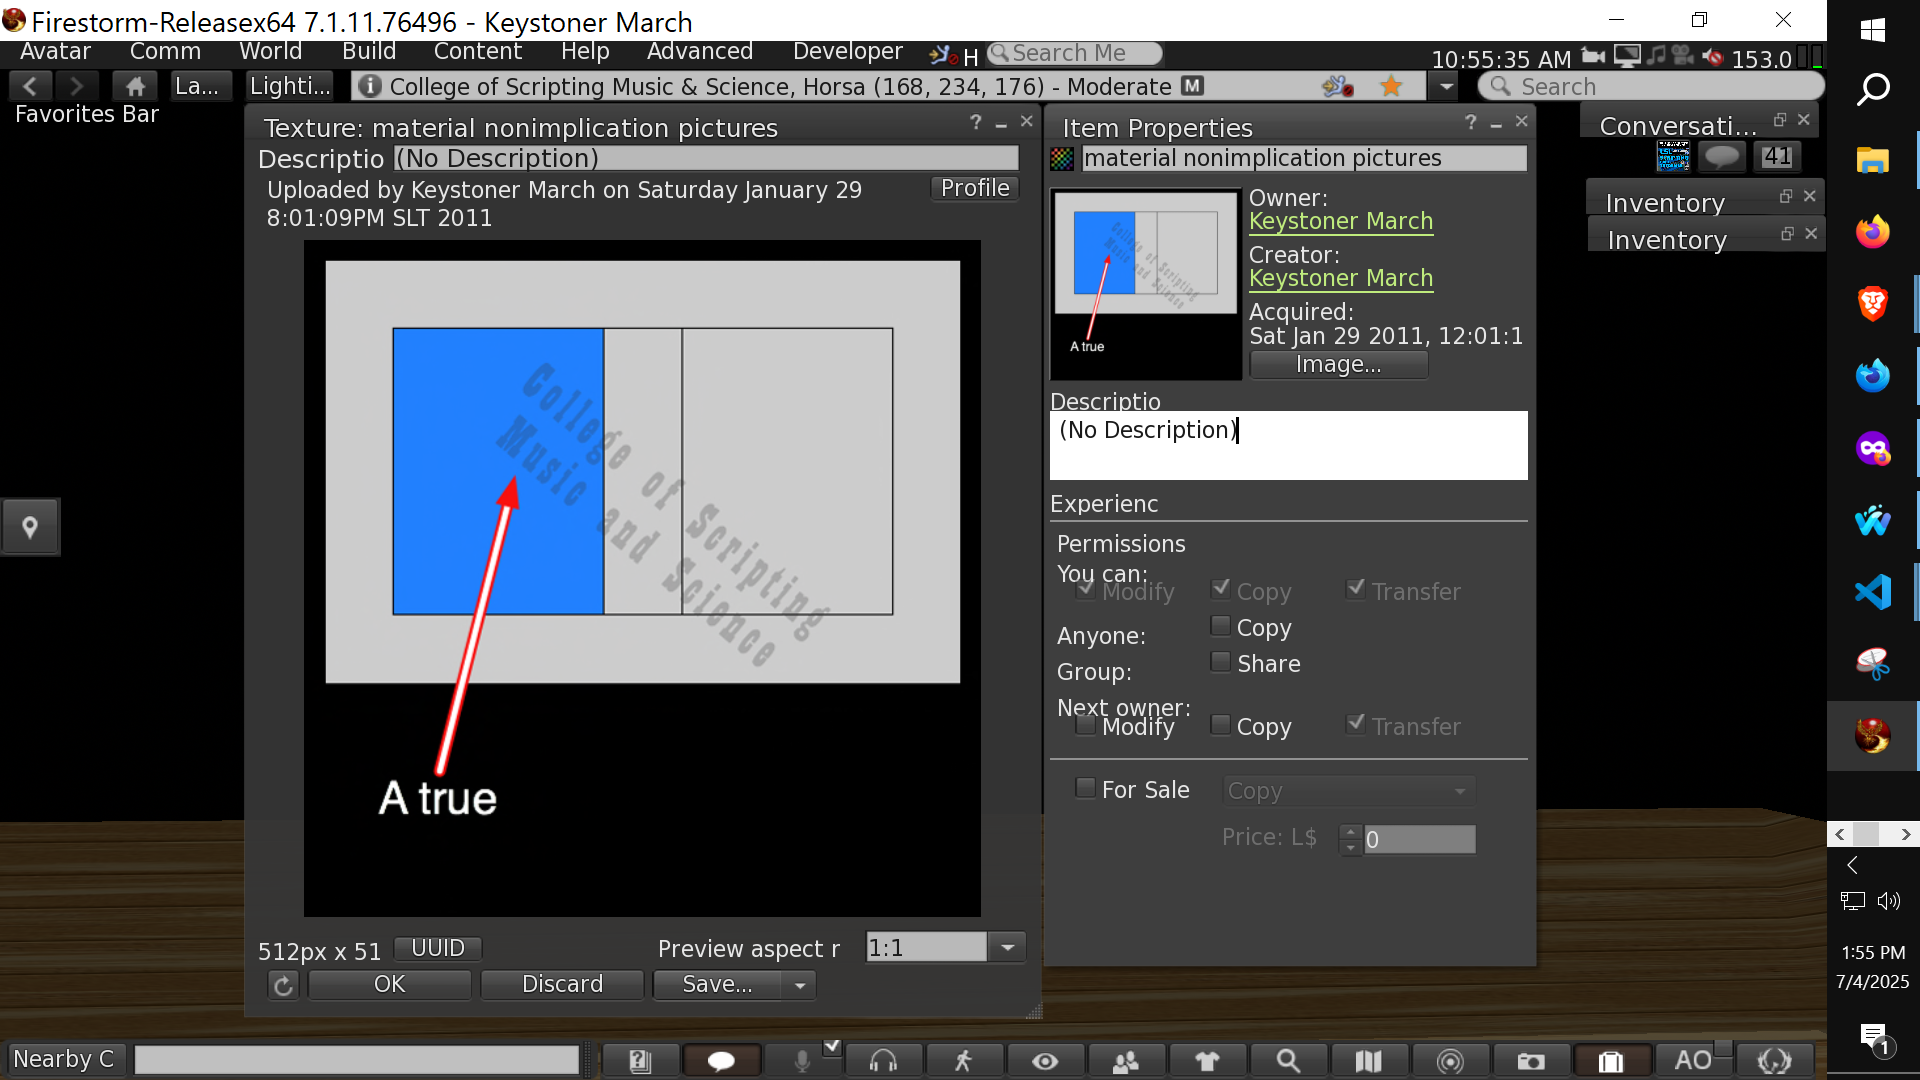 Firestorm-Releasex64 7.1.11.76496 - Keystoner March
Avatar Comm World Build Content Help Advanced Developer H Search Me 10:55:35 AM 153.0
La... Lighti... College of Scripting Music & Science, Horsa (168, 234, 176) - Moderate M Search
Favorites Bar
Texture: material nonimplication pictures
Descriptio (No Description)
Uploaded by Keystoner March on Saturday January 29
8:01:09PM SLT 2011
Profile
College of Scripting
Music and Science
A true
512px x 51 UUID Preview aspect r 1:1
OK Discard Save...
Item Properties
material nonimplication pictures
College of Scripting
Music and Science
A true
Owner:
Keystoner March
Creator:
Keystoner March
Acquired:
Sat Jan 29 2011, 12:01:1
Image...
Descriptio
(No Description)
Experienc
Permissions
You can:
Modify Copy Transfer
Anyone: Copy
Group: Share
Next owner:
Modify Copy Transfer
For Sale Copy
Price: L$ 0
Conversati...
41
Inventory
Inventory
Nearby C
AO
1:55 PM
7/4/2025
1